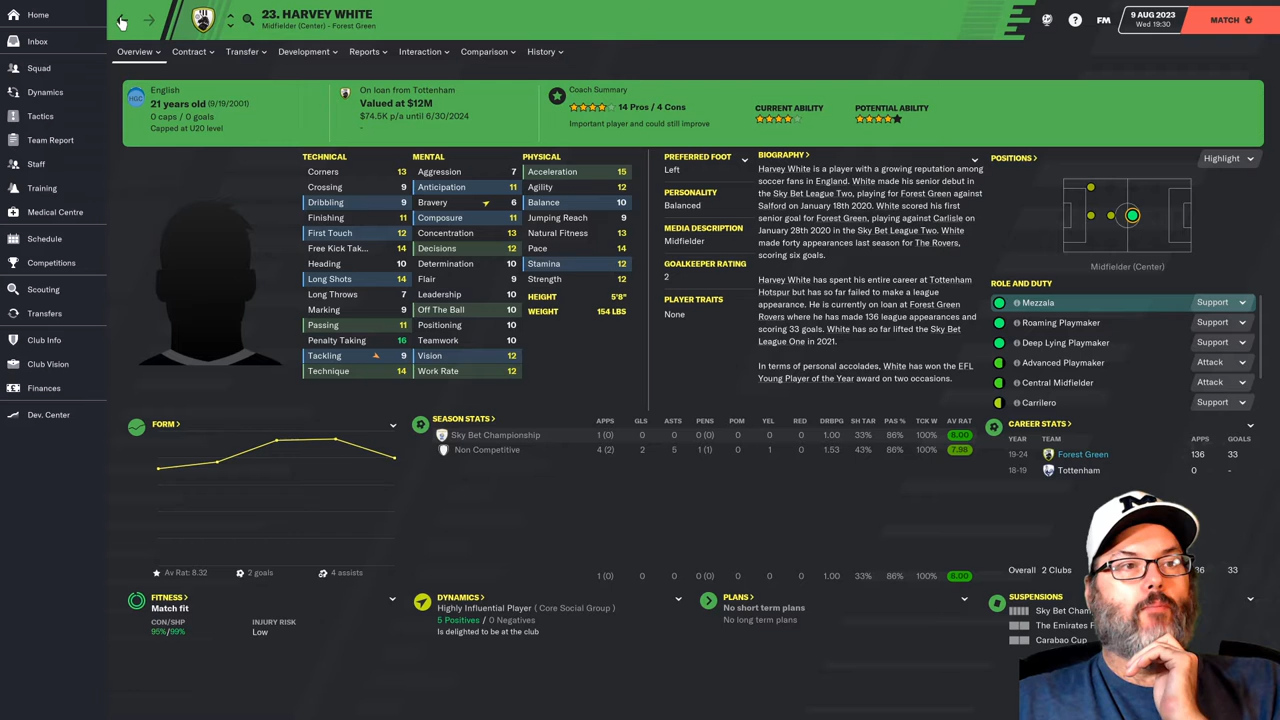 Home
Inbox
Squad
Dynamics
Tactics
Team Report
Staff
Training
Medical Centre
Schedule
Competitions
Scouting
Transfers
Club Info
Club Vision
Finances
Dev. Center
23. HARVEY WHITE
Midfielder (Center) - Forest Green
FM
9 AUG 2023
Wed 19:30
MATCH
Overview
Contract
Transfer
Development
Reports
Interaction
Comparison
History
HGC
English
21 years old (9/19/2001)
0 caps / 0 goals
Capped at U20 level
On loan from Tottenham
Valued at $12M
$74.5K p/a until 6/30/2024
-
Coach Summary
14 Pros / 4 Cons
Important player and could still improve
CURRENT ABILITY
POTENTIAL ABILITY
TECHNICAL
Corners 13
Crossing 9
Dribbling 9
Finishing 11
First Touch 12
Free Kick Tak... 14
Heading 10
Long Shots 14
Long Throws 7
Marking 9
Passing 11
Penalty Taking 16
Tackling 9
Technique 14
MENTAL
Aggression 7
Anticipation 11
Bravery 6
Composure 11
Concentration 13
Decisions 12
Determination 10
Flair 9
Leadership 10
Off The Ball 10
Positioning 10
Teamwork 10
Vision 12
Work Rate 12
PHYSICAL
Acceleration 15
Agility 12
Balance 10
Jumping Reach 9
Natural Fitness 13
Pace 14
Stamina 12
Strength 12
HEIGHT 5'8"
WEIGHT 154 LBS
PREFERRED FOOT
Left
PERSONALITY
Balanced
MEDIA DESCRIPTION
Midfielder
GOALKEEPER RATING
2
PLAYER TRAITS
None
BIOGRAPHY
Harvey White is a player with a growing reputation among
soccer fans in England. White made his senior debut in
the Sky Bet League Two, playing for Forest Green against
Salford on January 18th 2020. White scored his first
senior goal for Forest Green, playing against Carlisle on
January 28th 2020 in the Sky Bet League Two. White
made forty appearances last season for The Rovers,
scoring six goals.
Harvey White has spent his entire career at Tottenham
Hotspur but has so far failed to make a league
appearance. He is currently on loan at Forest Green
Rovers where he has made 136 league appearances and
scoring 33 goals. White has so far lifted the Sky Bet
League One in 2021.
In terms of personal accolades, White has won the EFL
Young Player of the Year award on two occasions.
POSITIONS
Highlight
Midfielder (Center)
ROLE AND DUTY
Mezzala Support
Roaming Playmaker Support
Deep Lying Playmaker Support
Advanced Playmaker Attack
Central Midfielder Attack
Carrilero Support
FORM
Av Rat: 8.32 2 goals 4 assists
SEASON STATS APPS GLS ASTS PENS POM YEL RED DRBPG SH TAR PAS % TCK W AV RAT
Sky Bet Championship 1 (0) 0 0 0 (0) 0 0 0 1.00 33% 86% 100% 8.00
Non Competitive 4 (2) 2 5 1 (1) 0 1 0 1.53 43% 86% 100% 7.98
1 (0) 0 0 0 (0) 0 0 0 1.00 33% 86% 100% 8.00
CAREER STATS
YEAR TEAM APPS GOALS
19-24 Forest Green 136 33
18-19 Tottenham 0 -
Overall 2 Clubs 33
FITNESS
Match fit
CON/SHP
95%/99%
INJURY RISK
Low
DYNAMICS
Highly Influential Player ( Core Social Group )
5 Positives / 0 Negatives
Is delighted to be at the club
PLANS
No short term plans
No long term plans
SUSPENSIONS
Sky Bet Cham
The Emirates F
Carabao Cup